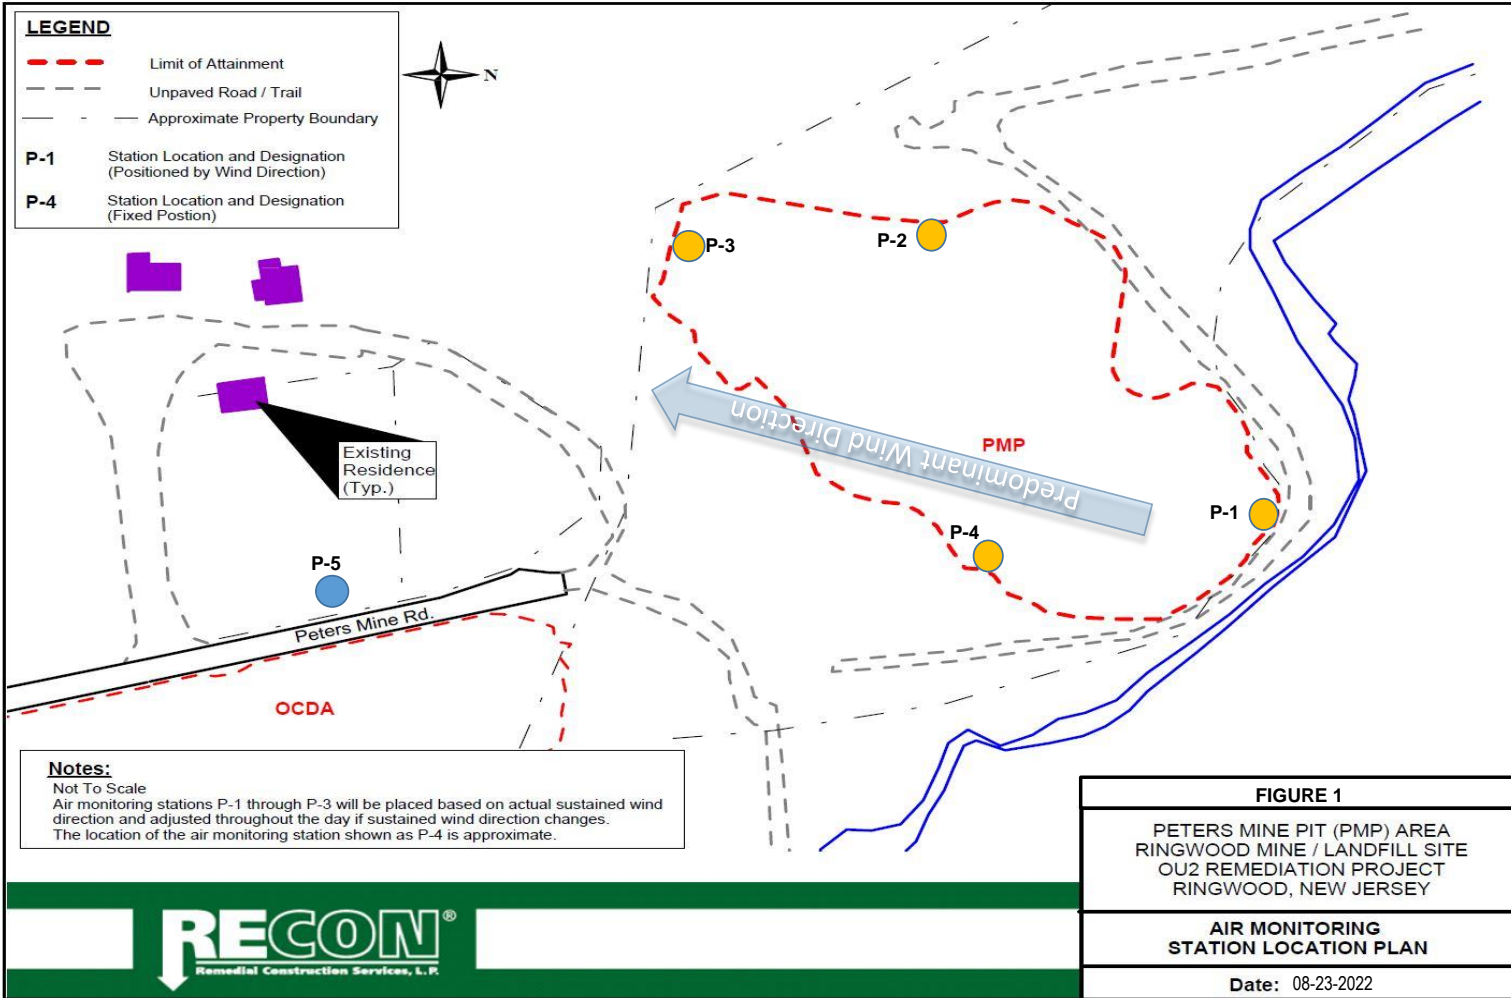 LEGEND
Limit of Attainment
Unpaved Road / Trail
Approximate Property Boundary
P-1 Station Location and Designation
(Positioned by Wind Direction)
P-4 Station Location and Designation
(Fixed Postion)
N
P-3
P-2
Predominant Wind Direction
PMP
P-1
P-4
Existing
Residence
(Typ.)
P-5
Peters Mine Rd.
OCDA
Notes:
Not To Scale
Air monitoring stations P-1 through P-3 will be placed based on actual sustained wind
direction and adjusted throughout the day if sustained wind direction changes.
The location of the air monitoring station shown as P-4 is approximate.
RECON®
Remedial Construction Services, L.P.
FIGURE 1
PETERS MINE PIT (PMP) AREA
RINGWOOD MINE / LANDFILL SITE
OU2 REMEDIATION PROJECT
RINGWOOD, NEW JERSEY
AIR MONITORING
STATION LOCATION PLAN
Date: 08-23-2022